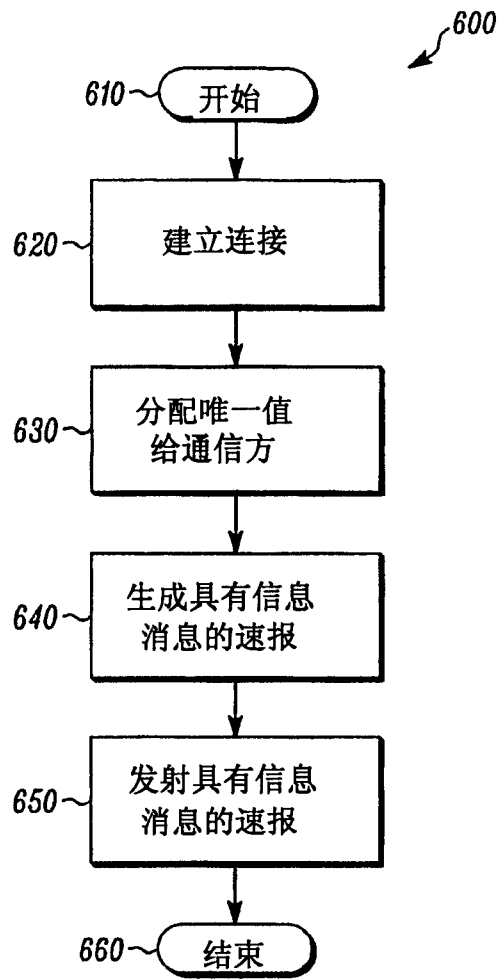 600
610
开始
620
建立连接
630
分配唯一值
给通信方
640
生成具有信息
消息的速报
650
发射具有信息
消息的速报
660
结束